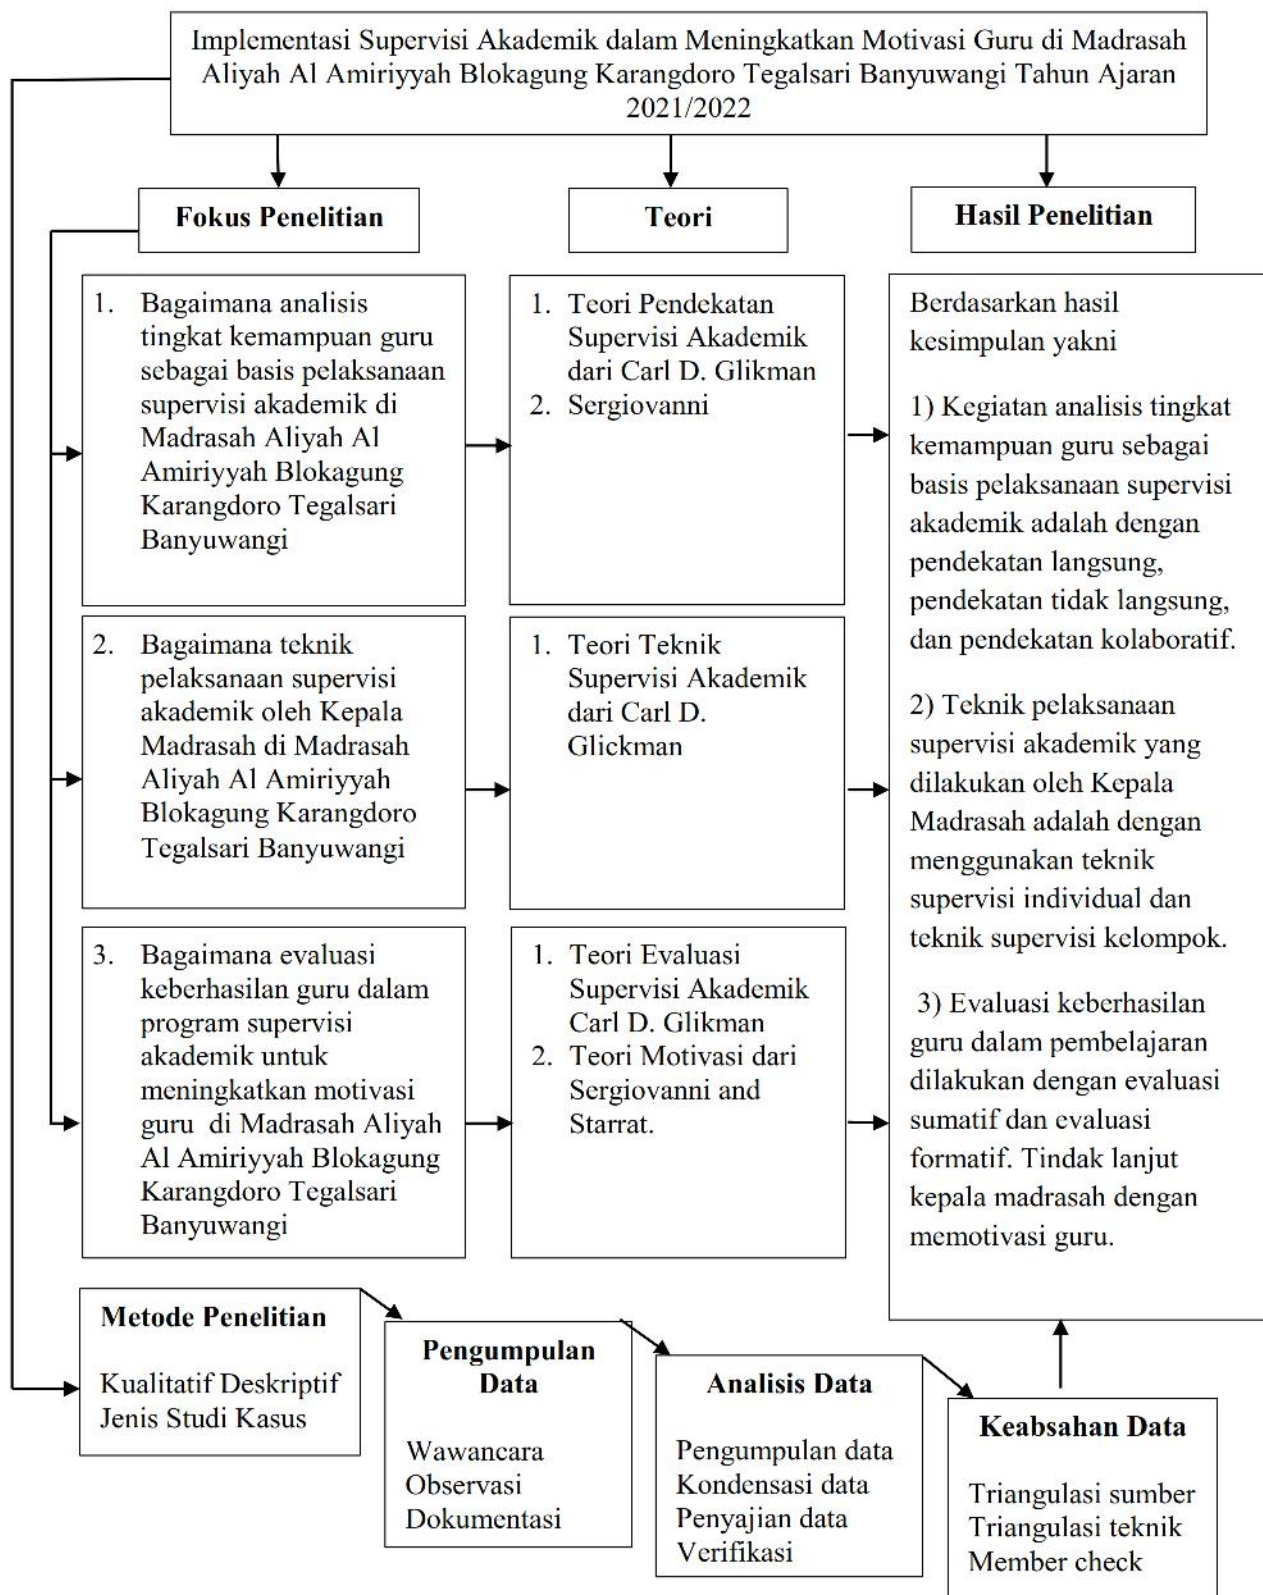 Implementasi Supervisi Akademik dalam Meningkatkan Motivasi Guru di Madrasah
Aliyah Al Amiriyyah Blokagung Karangdoro Tegalsari Banyuwangi Tahun Ajaran
2021/2022
Fokus Penelitian
Teori
Hasil Penelitian
1. Bagaimana analisis
tingkat kemampuan guru
sebagai basis pelaksanaan
supervisi akademik di
Madrasah Aliyah Al
Amiriyyah Blokagung
Karangdoro Tegalsari
Banyuwangi
1. Teori Pendekatan
Supervisi Akademik
dari Carl D. Glikman
2. Sergiovanni
2. Bagaimana teknik
pelaksanaan supervisi
akademik oleh Kepala
Madrasah di Madrasah
Aliyah Al Amiriyyah
Blokagung Karangdoro
Tegalsari Banyuwangi
1. Teori Teknik
Supervisi Akademik
dari Carl D.
Glickman
3. Bagaimana evaluasi
keberhasilan guru dalam
program supervisi
akademik untuk
meningkatkan motivasi
guru di Madrasah Aliyah
Al Amiriyyah Blokagung
Karangdoro Tegalsari
Banyuwangi
1. Teori Evaluasi
Supervisi Akademik
Carl D. Glikman
2. Teori Motivasi dari
Sergiovanni and
Starrat.
Berdasarkan hasil
kesimpulan yakni
1) Kegiatan analisis tingkat
kemampuan guru sebagai
basis pelaksanaan supervisi
akademik adalah dengan
pendekatan langsung,
pendekatan tidak langsung,
dan pendekatan kolaboratif.
2) Teknik pelaksanaan
supervisi akademik yang
dilakukan oleh Kepala
Madrasah adalah dengan
menggunakan teknik
supervisi individual dan
teknik supervisi kelompok.
3) Evaluasi keberhasilan
guru dalam pembelajaran
dilakukan dengan evaluasi
sumatif dan evaluasi
formatif. Tindak lanjut
kepala madrasah dengan
memotivasi guru.
Metode Penelitian
Kualitatif Deskriptif
Jenis Studi Kasus
Pengumpulan
Data
Wawancara
Observasi
Dokumentasi
Analisis Data
Pengumpulan data
Kondensasi data
Penyajian data
Verifikasi
Keabsahan Data
Triangulasi sumber
Triangulasi teknik
Member check